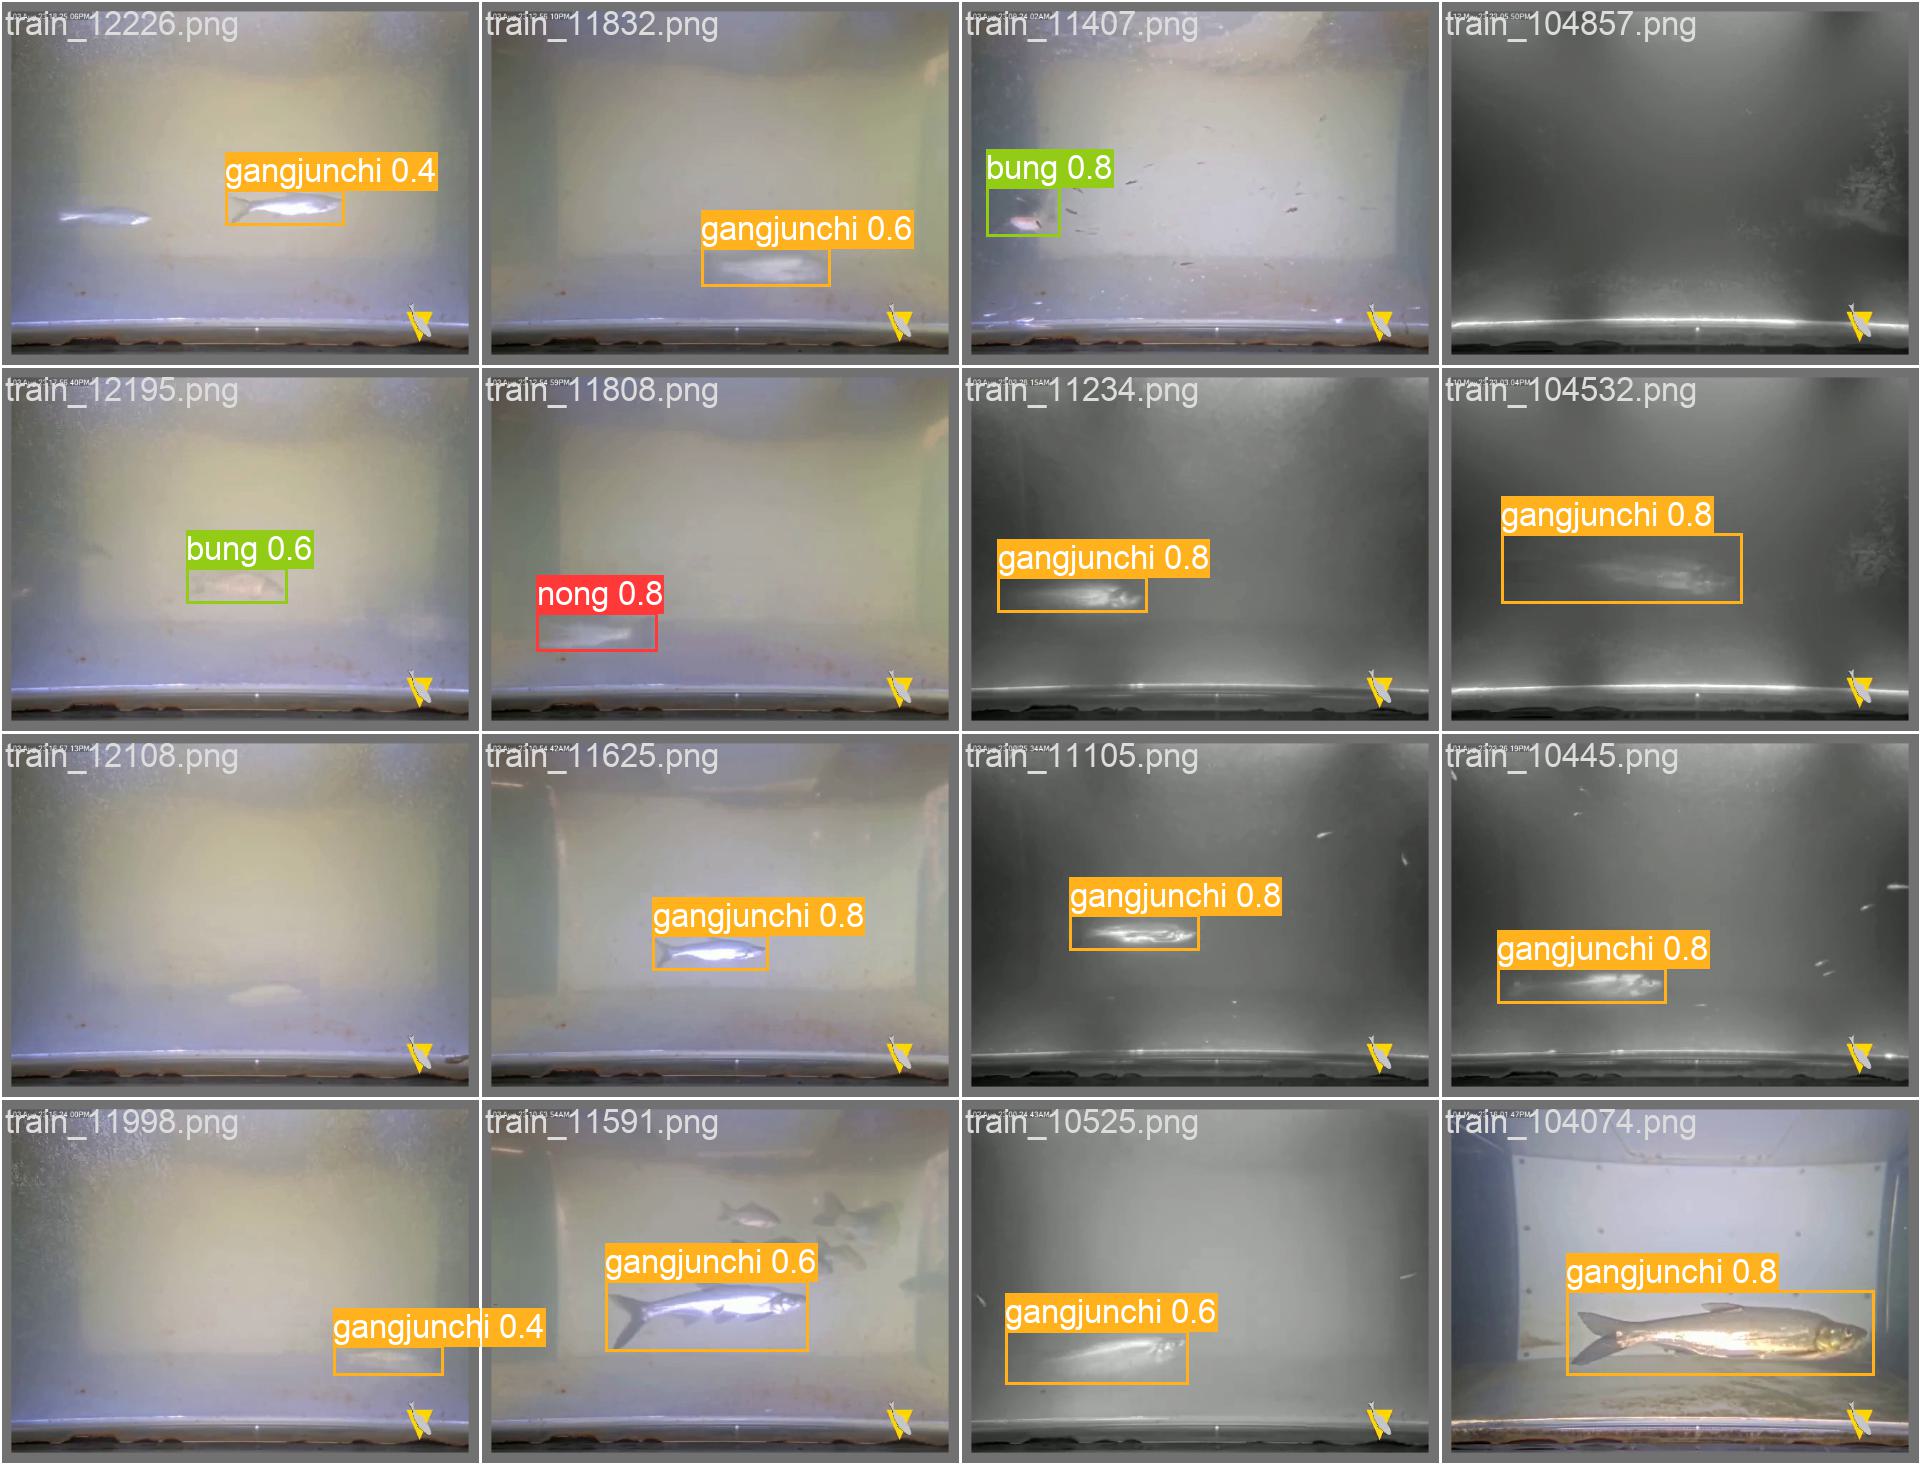 train_12226.png
gangjunchi 0.4
train_11832.png
gangjunchi 0.6
train_11407.png
bung 0.8
train_104857.png
train_12195.png
bung 0.6
train_11808.png
nong 0.8
train_11234.png
gangjunchi 0.8
train_104532.png
gangjunchi 0.8
train_12108.png
train_11625.png
gangjunchi 0.8
train_11105.png
gangjunchi 0.8
train_10445.png
gangjunchi 0.8
train_11998.png
gangjunchi 0.4
train_11591.png
gangjunchi 0.6
train_10525.png
gangjunchi 0.6
train_104074.png
gangjunchi 0.8